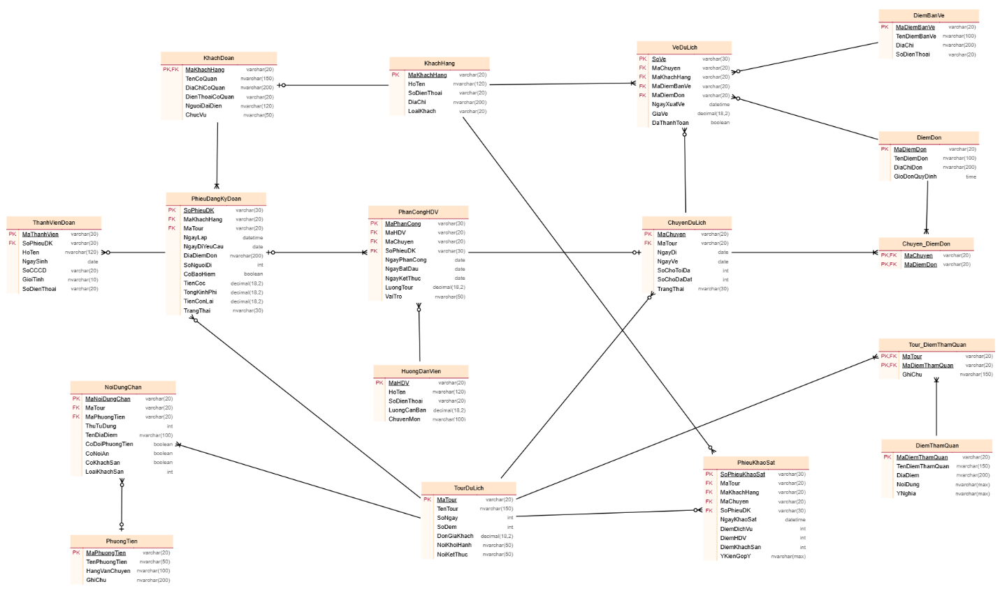 DiemBanVe
PK MaDiemBanVe varchar(20)
TenDiemBanVe nvarchar(100)
DiaChi nvarchar(200)
SoDienThoai varchar(20)
KhachDoan
PK,FK MaKhachHang varchar(20)
TenCoQuan nvarchar(150)
DiaChiCoQuan nvarchar(200)
DienThoaiCoQuan varchar(20)
NguoiDaiDien nvarchar(120)
ChucVu nvarchar(50)
KhachHang
PK MaKhachHang varchar(20)
HoTen nvarchar(120)
SoDienThoai varchar(20)
DiaChi nvarchar(200)
LoaiKhach varchar(20)
VeDuLich
PK SoVe varchar(30)
FK MaChuyen varchar(20)
FK MaKhachHang varchar(20)
FK MaDiemBanVe varchar(20)
FK MaDiemDon varchar(20)
NgayXuatVe datetime
GiaVe decimal(18,2)
DaThanhToan boolean
DiemDon
PK MaDiemDon varchar(20)
TenDiemDon nvarchar(100)
DiaChiDon nvarchar(200)
GioDonQuyDinh time
PhieuDangKyDoan
PK SoPhieuDK varchar(30)
FK MaKhachHang varchar(20)
FK MaTour varchar(20)
NgayLap datetime
NgayDiYeuCau date
DiaDiemDon nvarchar(200)
SoNguoiDi int
CoBaoHiem boolean
TienCoc decimal(18,2)
TongKinhPhi decimal(18,2)
TienConLai decimal(18,2)
TrangThai nvarchar(30)
ThanhVienDoan
PK MaThanhVien varchar(30)
FK SoPhieuDK varchar(30)
HoTen nvarchar(120)
NgaySinh date
SoCCCD varchar(20)
GioiTinh nvarchar(10)
SoDienThoai varchar(20)
PhanCongHDV
PK MaPhanCong varchar(30)
FK MaHDV varchar(20)
FK MaChuyen varchar(20)
FK SoPhieuDK varchar(30)
NgayPhanCong date
NgayBatDau date
NgayKetThuc date
LuongTour decimal(18,2)
VaiTro nvarchar(50)
ChuyenDuLich
PK MaChuyen varchar(20)
FK MaTour varchar(20)
NgayDi date
NgayVe date
SoChoToiDa int
SoChoDaDat int
TrangThai nvarchar(30)
Chuyen_DiemDon
PK,FK MaChuyen varchar(20)
PK,FK MaDiemDon varchar(20)
Tour_DiemThamQuan
PK,FK MaTour varchar(20)
PK,FK MaDiemThamQuan varchar(20)
GhiChu nvarchar(150)
HuongDanVien
PK MaHDV varchar(20)
HoTen nvarchar(120)
SoDienThoai varchar(20)
LuongCanBan decimal(18,2)
ChuyenMon nvarchar(100)
NoiDungChan
PK MaNoiDungChan varchar(20)
FK MaTour varchar(20)
FK MaPhuongTien varchar(20)
ThuTuDung int
TenDiaDiem nvarchar(100)
CoDoiPhuongTien boolean
CoNoiAn boolean
CoKhachSan boolean
LoaiKhachSan int
DiemThamQuan
PK MaDiemThamQuan varchar(20)
TenDiemThamQuan nvarchar(150)
DiaDiem nvarchar(200)
NoiDung nvarchar(max)
YNghia nvarchar(max)
PhieuKhaoSat
PK SoPhieuKhaoSat varchar(30)
FK MaTour varchar(20)
FK MaKhachHang varchar(20)
FK MaChuyen varchar(20)
FK SoPhieuDK varchar(30)
NgayKhaoSat datetime
DiemDichVu int
DiemHDV int
DiemKhachSan int
YKienGopY nvarchar(max)
TourDuLich
PK MaTour varchar(20)
TenTour nvarchar(150)
SoNgay int
SoDem int
DonGiaKhach decimal(18,2)
NoiKhoiHanh nvarchar(50)
NoiKetThuc nvarchar(50)
PhuongTien
PK MaPhuongTien varchar(20)
TenPhuongTien nvarchar(50)
HangVanChuyen nvarchar(100)
GhiChu nvarchar(200)